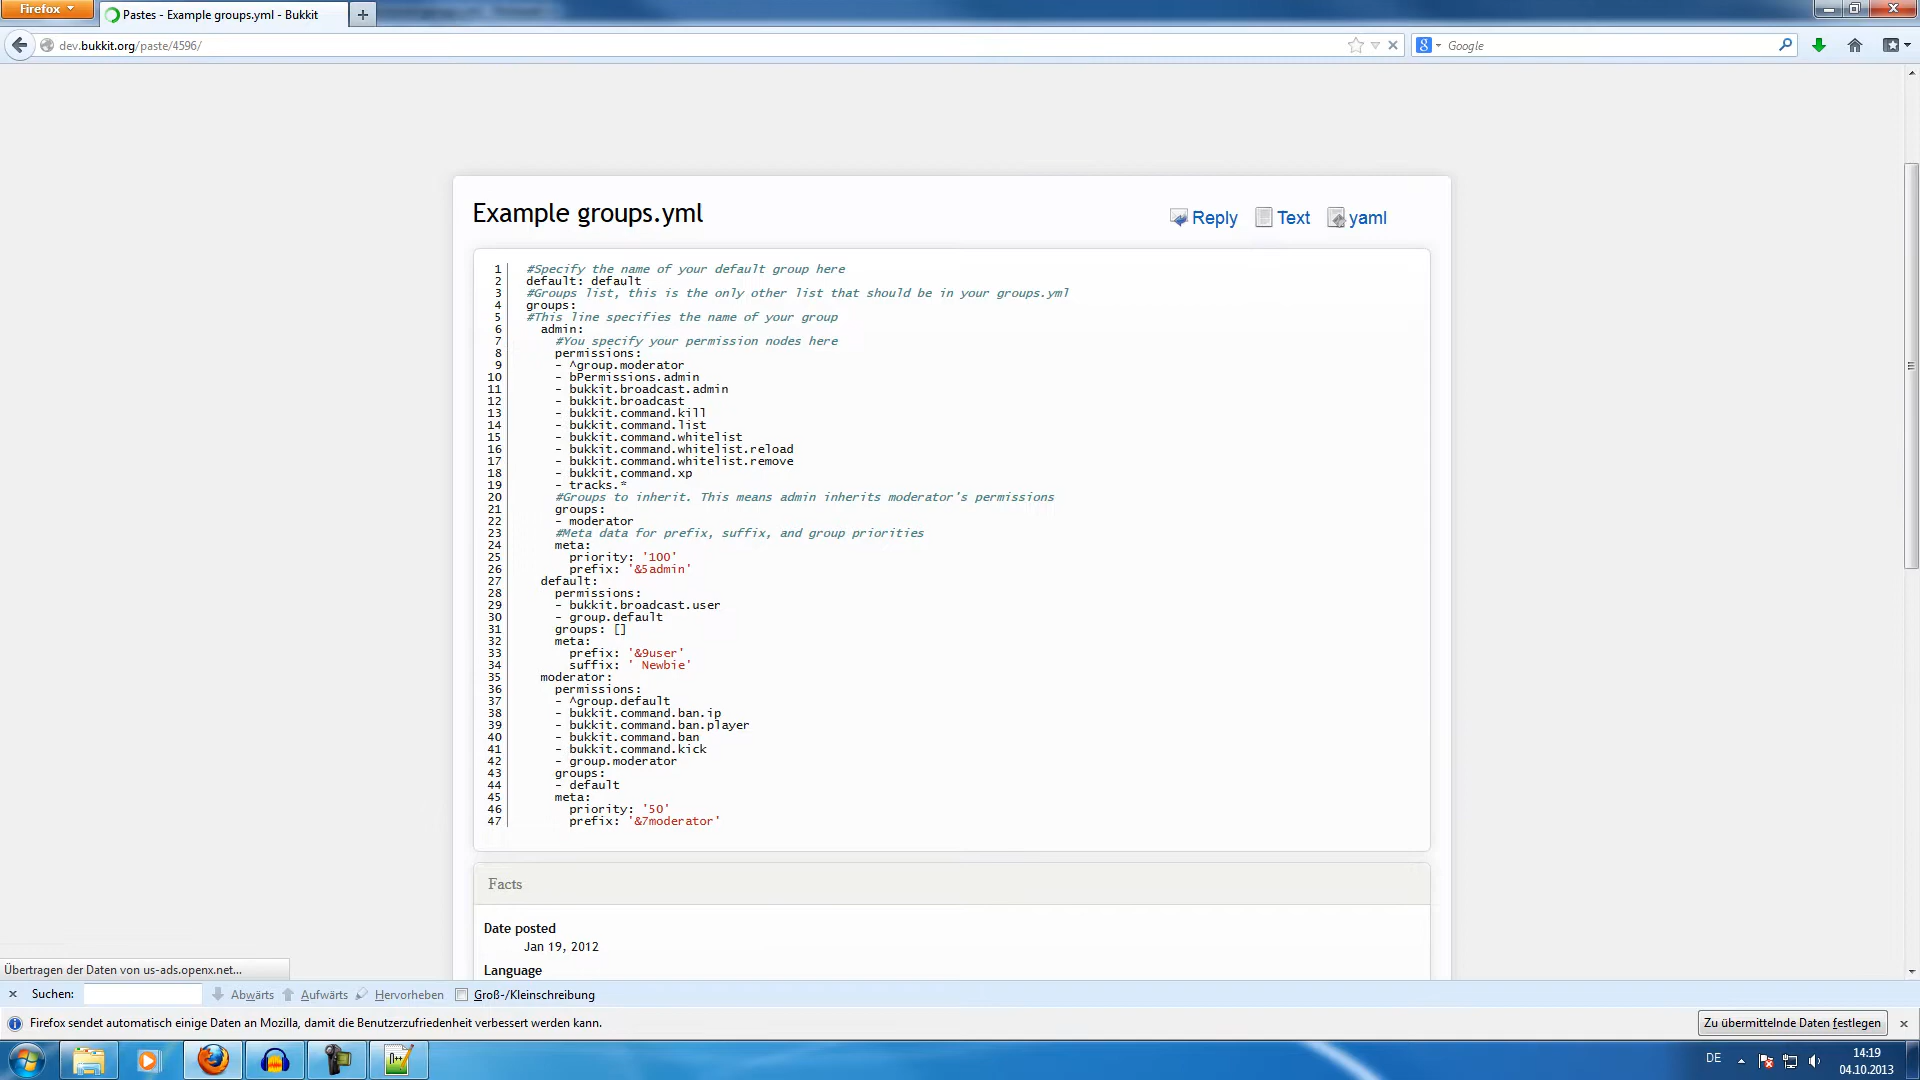 Firefox
Pastes - Example groups.yml - Bukkit
dev.bukkit.org/paste/4596/
Google
Example groups.yml
Reply
Text
yaml
1 #Specify the name of your default group here
2 default: default
3 #Groups list, this is the only other list that should be in your groups.yml
4 groups:
5 #This line specifies the name of your group
6   admin:
7     #You specify your permission nodes here
8     permissions:
9     - ^group.moderator
10     - bPermissions.admin
11     - bukkit.broadcast.admin
12     - bukkit.broadcast
13     - bukkit.command.kill
14     - bukkit.command.list
15     - bukkit.command.whitelist
16     - bukkit.command.whitelist.reload
17     - bukkit.command.whitelist.remove
18     - bukkit.command.xp
19     - tracks.*
20     #Groups to inherit. This means admin inherits moderator's permissions
21     groups:
22     - moderator
23     #Meta data for prefix, suffix, and group priorities
24     meta:
25       priority: '100'
26       prefix: '&5admin'
27   default:
28     permissions:
29     - bukkit.broadcast.user
30     - group.default
31     groups: []
32     meta:
33       prefix: '&9user'
34       suffix: ' Newbie'
35   moderator:
36     permissions:
37     - ^group.default
38     - bukkit.command.ban.ip
39     - bukkit.command.ban.player
40     - bukkit.command.ban
41     - bukkit.command.kick
42     - group.moderator
43     groups:
44     - default
45     meta:
46       priority: '50'
47       prefix: '&7moderator'
Facts
Date posted
Jan 19, 2012
Language
Übertragen der Daten von us-ads.openx.net...
Suchen:
Abwärts
Aufwärts
Hervorheben
Groß-/Kleinschreibung
Firefox sendet automatisch einige Daten an Mozilla, damit die Benutzerzufriedenheit verbessert werden kann.
Zu übermittelnde Daten festlegen
DE
14:19
04.10.2013